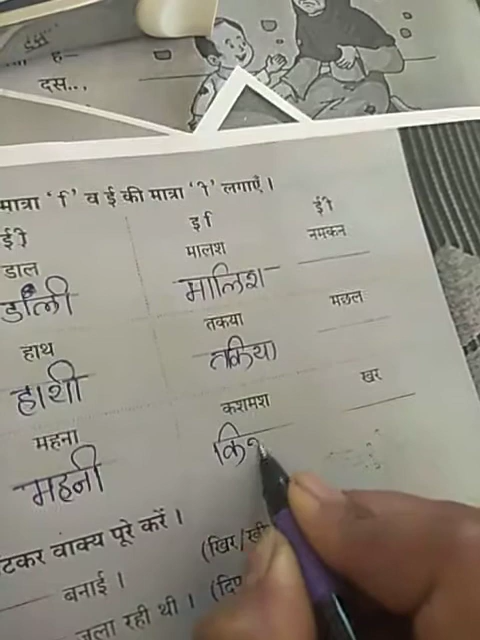 ह–
दस..,
मात्रा ‘ि’ व ई की मात्रा ‘ी’ लगाएँ ।
ईी इि ईी
डाल मालश नमकन
डाली मालिश
हाथ तकया मछल
हाथी तकिया
महना कशमश खर
महनी किश
टकर वाक्य पूरे करें ।
बनाई । (खिर/खी
जला रही थी । (दि